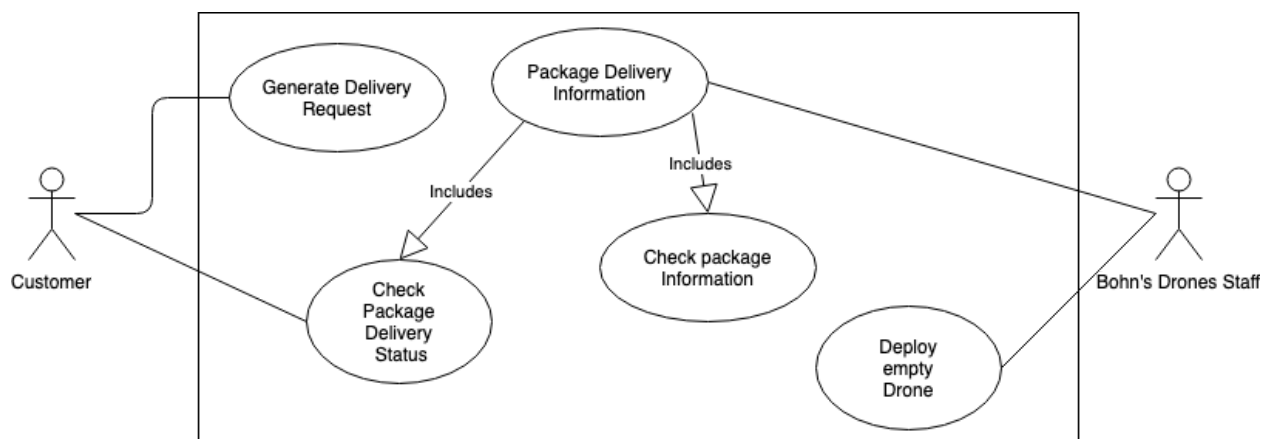 Generate Delivery
Request
Package Delivery
Information
Includes
Includes
Customer
Check
Package
Delivery
Status
Check package
Information
Bohn's Drones Staff
Deploy
empty
Drone